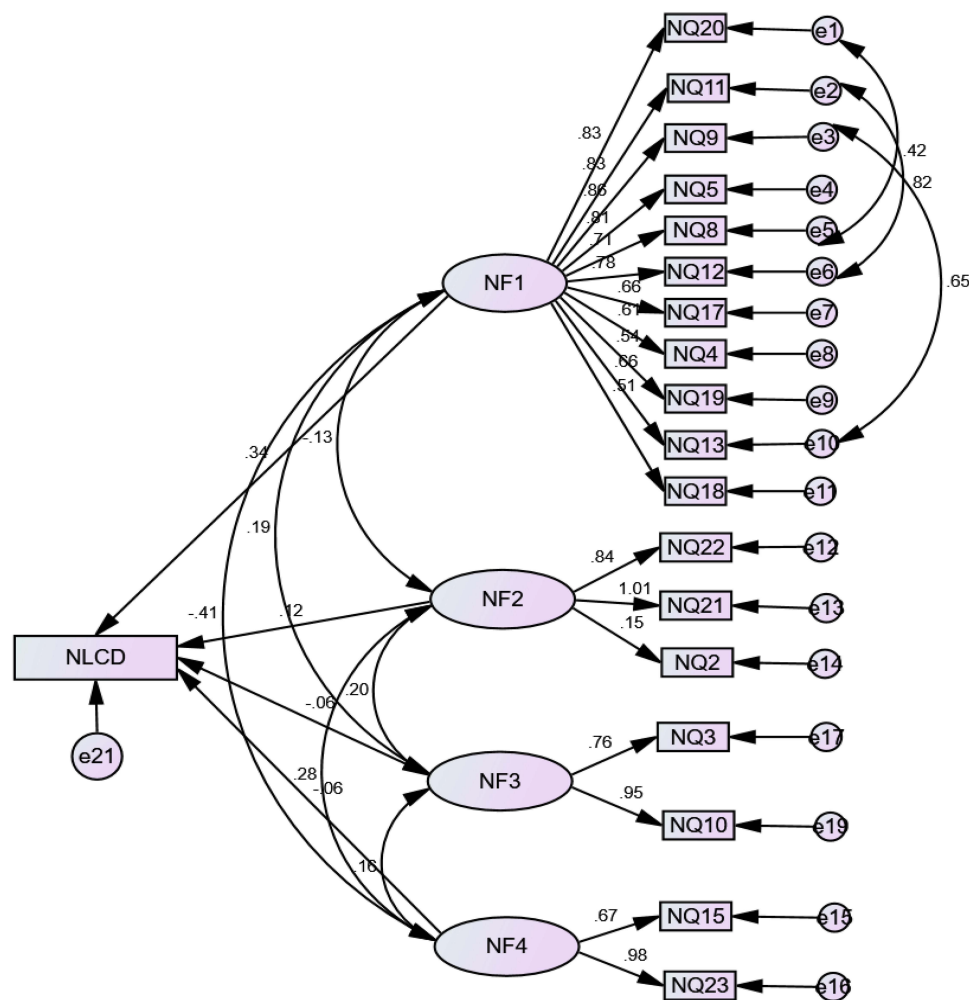 NQ20
e1
NQ11
e2
.83
NQ9
e3
.42
.83
.82
.86
NQ5
e4
.81
NQ8
e5
.71
.78
NQ12
e6
.65
.66
NQ17
e7
.61
NF1
.54
NQ4
e8
.66
.51
NQ19
e9
NQ13
e10
NQ18
e11
-.13
.34
.19
.84
NQ22
e12
NF2
1.01
NQ21
e13
.15
NQ2
e14
-.41
.12
NLCD
.20
-.06
e21
.76
NQ3
e17
NF3
.28
-.06
.95
NQ10
e19
.16
.67
NQ15
e15
NF4
.98
NQ23
e16